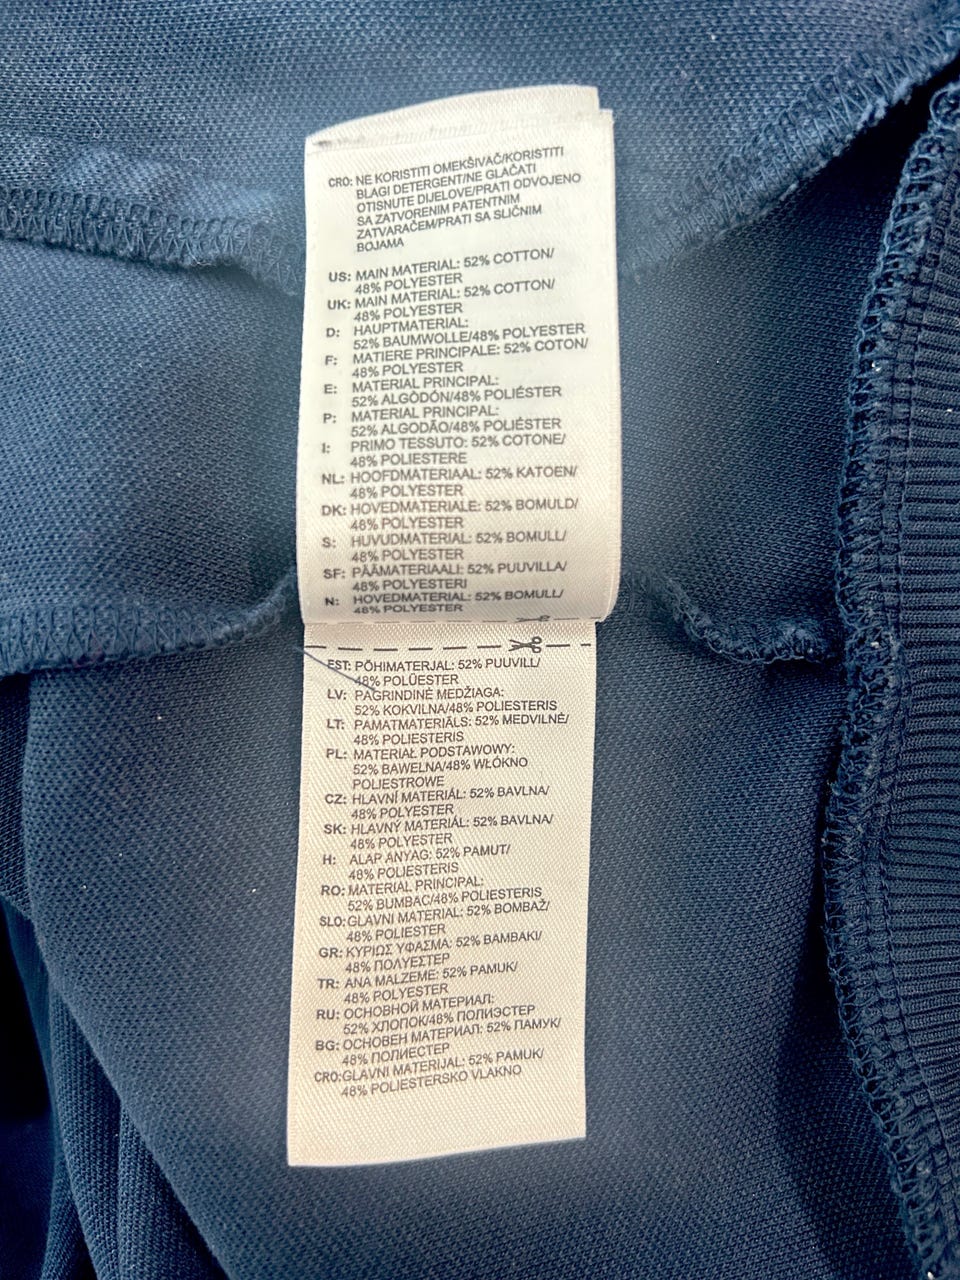 CRO: NE KORISTITI OMEKŠIVAČ/KORISTITI
BLAGI DETERGENT/NE GLAČATI
OTISNUTE DIJELOVE/PRATI ODVOJENO
SA ZATVORENIM PATENTNIM
ZATVARAČEM/PRATI SA SLIČNIM
BOJAMA
US: MAIN MATERIAL: 52% COTTON/
48% POLYESTER
UK: MAIN MATERIAL: 52% COTTON/
48% POLYESTER
D: HAUPTMATERIAL:
52% BAUMWOLLE/48% POLYESTER
F: MATIERE PRINCIPALE: 52% COTON/
48% POLYESTER
E: MATERIAL PRINCIPAL:
52% ALGODÓN/48% POLIÉSTER
P: MATERIAL PRINCIPAL:
52% ALGODÃO/48% POLIÉSTER
I: PRIMO TESSUTO: 52% COTONE/
48% POLIESTERE
NL: HOOFDMATERIAAL: 52% KATOEN/
48% POLYESTER
DK: HOVEDMATERIALE: 52% BOMULD/
48% POLYESTER
S: HUVUDMATERIAL: 52% BOMULL/
48% POLYESTER
SF: PÄÄMATERIAALI: 52% PUUVILLA/
48% POLYESTERI
N: HOVEDMATERIAL: 52% BOMULL/
48% POLYESTER
EST: PÕHIMATERJAL: 52% PUUVILL/
48% POLÜESTER
LV: PAGRINDINĖ MEDŽIAGA:
52% KOKVILNA/48% POLIESTERIS
LT: PAMATMATERIĀLS: 52% MEDVILNĖ/
48% POLIESTERIS
PL: MATERIAŁ PODSTAWOWY:
52% BAWEŁNA/48% WŁÓKNO
POLIESTROWE
CZ: HLAVNÍ MATERIÁL: 52% BAVLNA/
48% POLYESTER
SK: HLAVNÝ MATERIÁL: 52% BAVLNA/
48% POLYESTER
H: ALAP ANYAG: 52% PAMUT/
48% POLIESTERIS
RO: MATERIAL PRINCIPAL:
52% BUMBAC/48% POLIESTERIS
SLO: GLAVNI MATERIAL: 52% BOMBAŽ/
48% POLIESTER
GR: ΚΥΡΙΩΣ ΥΦΑΣΜΑ: 52% ΒΑΜΒΑΚΙ/
48% ΠΟΛΥΕΣΤΕΡ
TR: ANA MALZEME: 52% PAMUK/
48% POLYESTER
RU: ОСНОВНОЙ МАТЕРИАЛ:
52% ХЛОПОК/48% ПОЛИЭСТЕР
BG: ОСНОВЕН МАТЕРИАЛ: 52% ПАМУК/
48% ПОЛИЕСТЕР
CRO: GLAVNI MATERIJAL: 52% PAMUK/
48% POLIESTERSKO VLAKNO